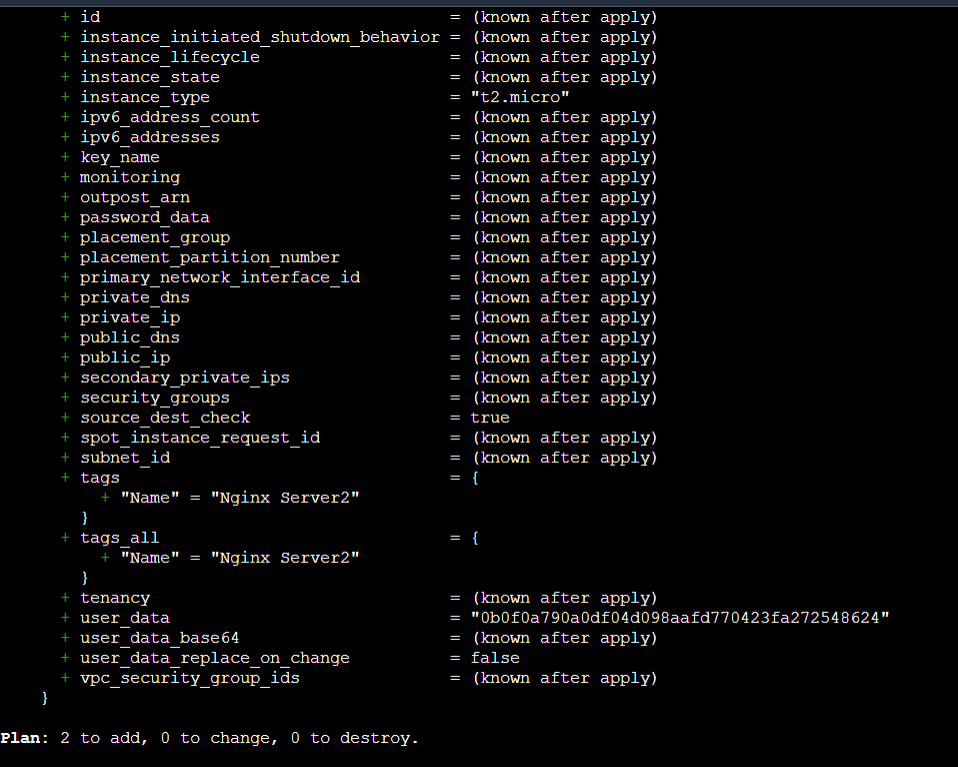 + id = (known after apply)
+ instance_initiated_shutdown_behavior = (known after apply)
+ instance_lifecycle = (known after apply)
+ instance_state = (known after apply)
+ instance_type = "t2.micro"
+ ipv6_address_count = (known after apply)
+ ipv6_addresses = (known after apply)
+ key_name = (known after apply)
+ monitoring = (known after apply)
+ outpost_arn = (known after apply)
+ password_data = (known after apply)
+ placement_group = (known after apply)
+ placement_partition_number = (known after apply)
+ primary_network_interface_id = (known after apply)
+ private_dns = (known after apply)
+ private_ip = (known after apply)
+ public_dns = (known after apply)
+ public_ip = (known after apply)
+ secondary_private_ips = (known after apply)
+ security_groups = (known after apply)
+ source_dest_check = true
+ spot_instance_request_id = (known after apply)
+ subnet_id = (known after apply)
+ tags = {
+ "Name" = "Nginx Server2"
}
+ tags_all = {
+ "Name" = "Nginx Server2"
}
+ tenancy = (known after apply)
+ user_data = "0b0f0a790a0df04d098aafd770423fa272548624"
+ user_data_base64 = (known after apply)
+ user_data_replace_on_change = false
+ vpc_security_group_ids = (known after apply)
}
Plan: 2 to add, 0 to change, 0 to destroy.